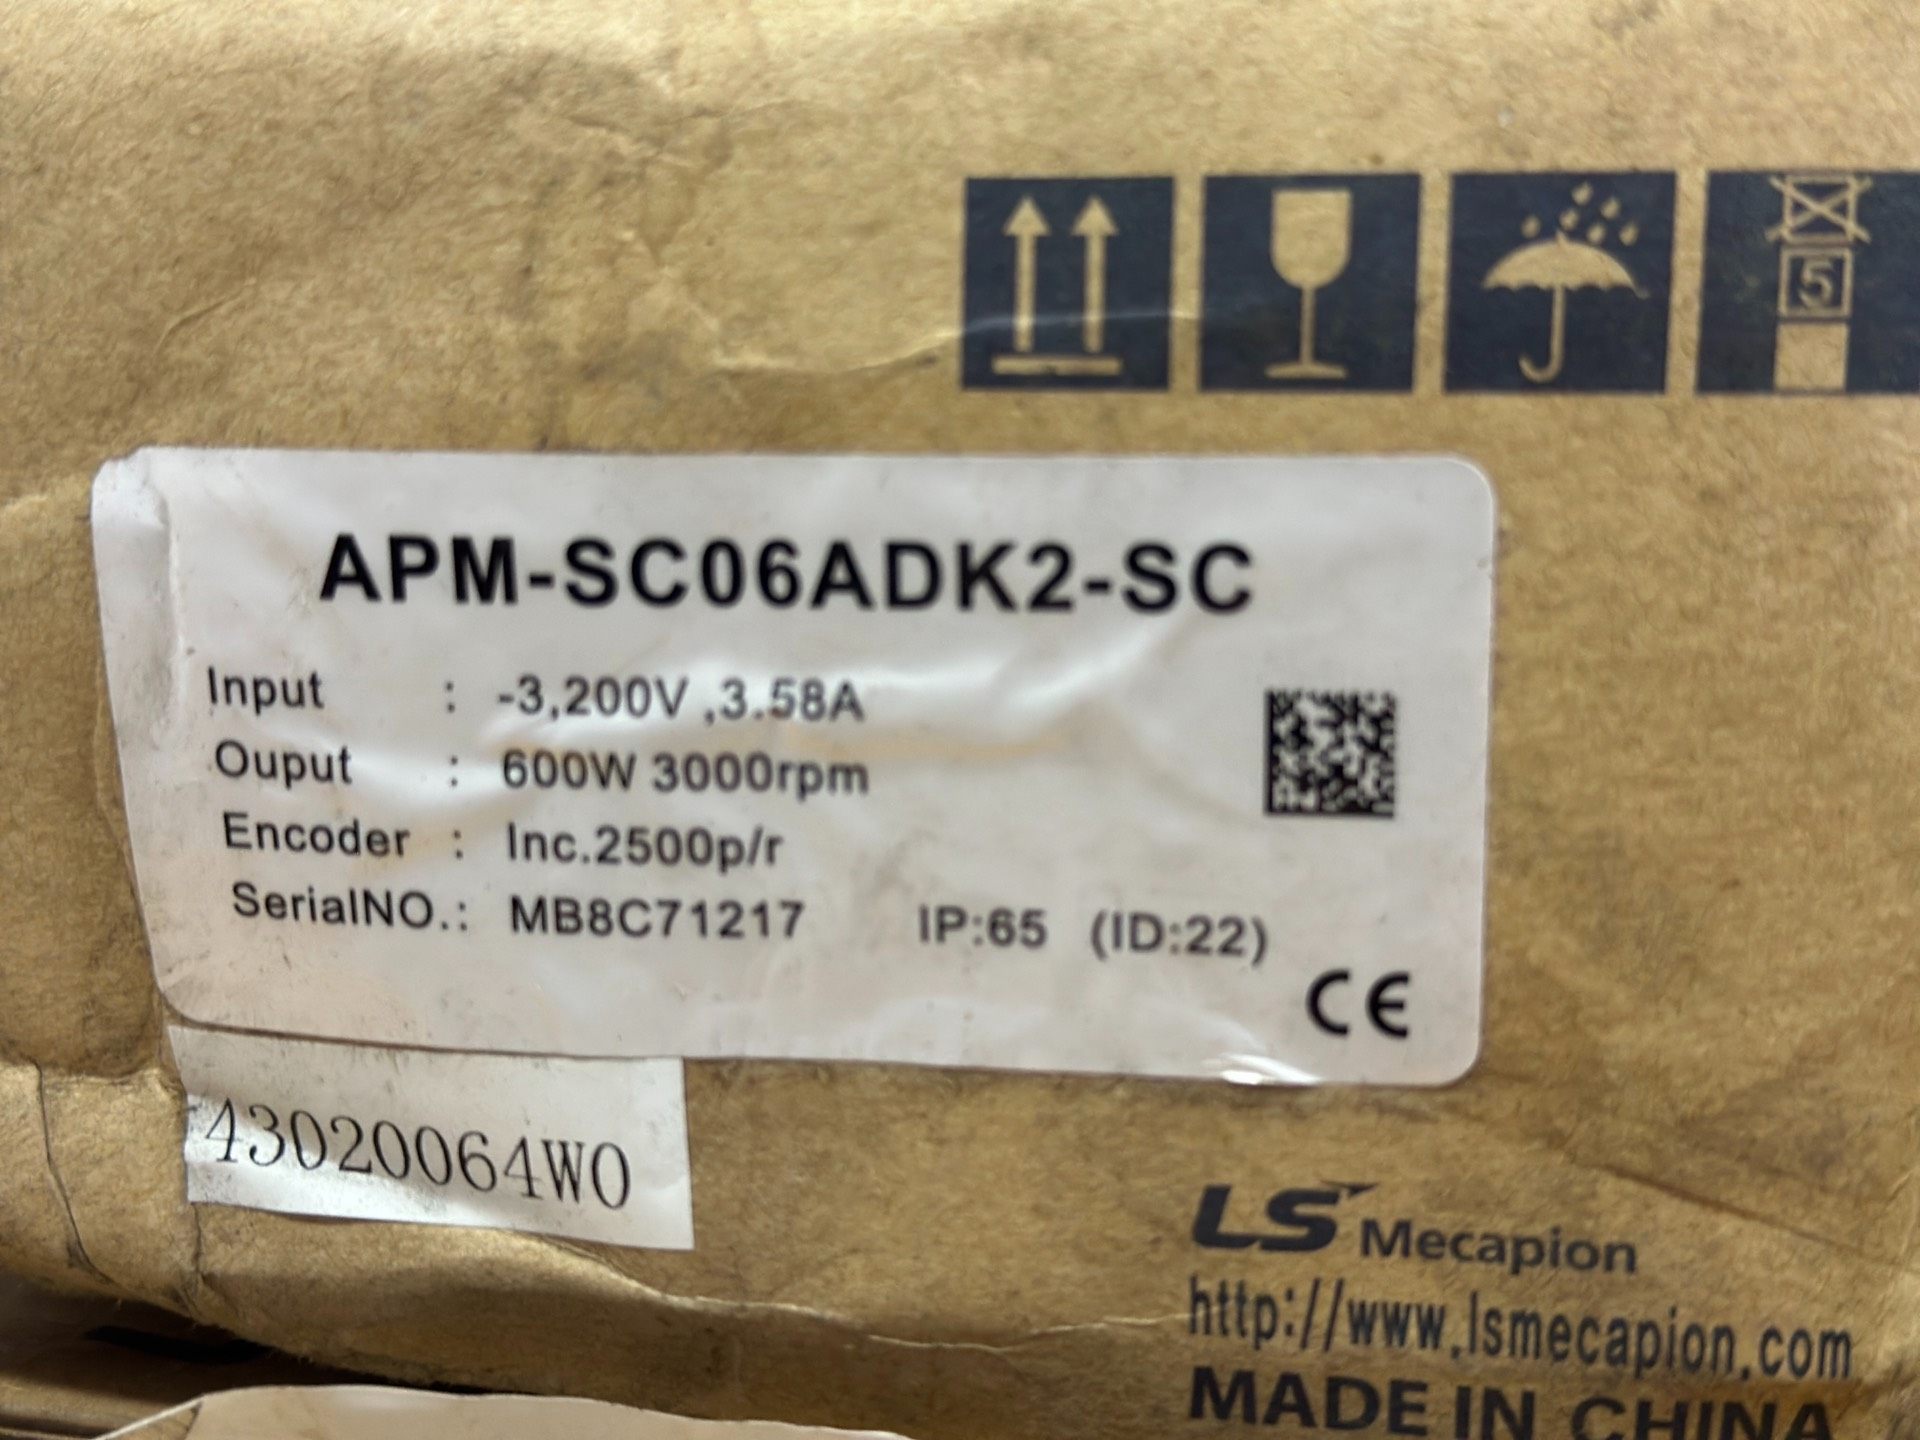 5
APM-SC06ADK2-SC
Input : -3,200V ,3.58A
Ouput : 600W 3000rpm
Encoder : Inc.2500p/r
SerialNO.: MB8C71217 IP:65 (ID:22)
CE
43020064W0
LS Mecapion
http://www.lsmecapion.com
MADE IN CHINA